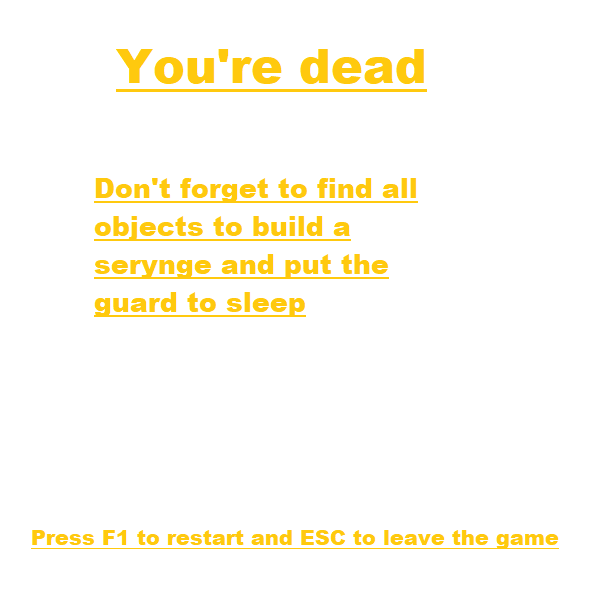 You're dead
Don't forget to find all
objects to build a
serynge and put the
guard to sleep
Press F1 to restart and ESC to leave the game